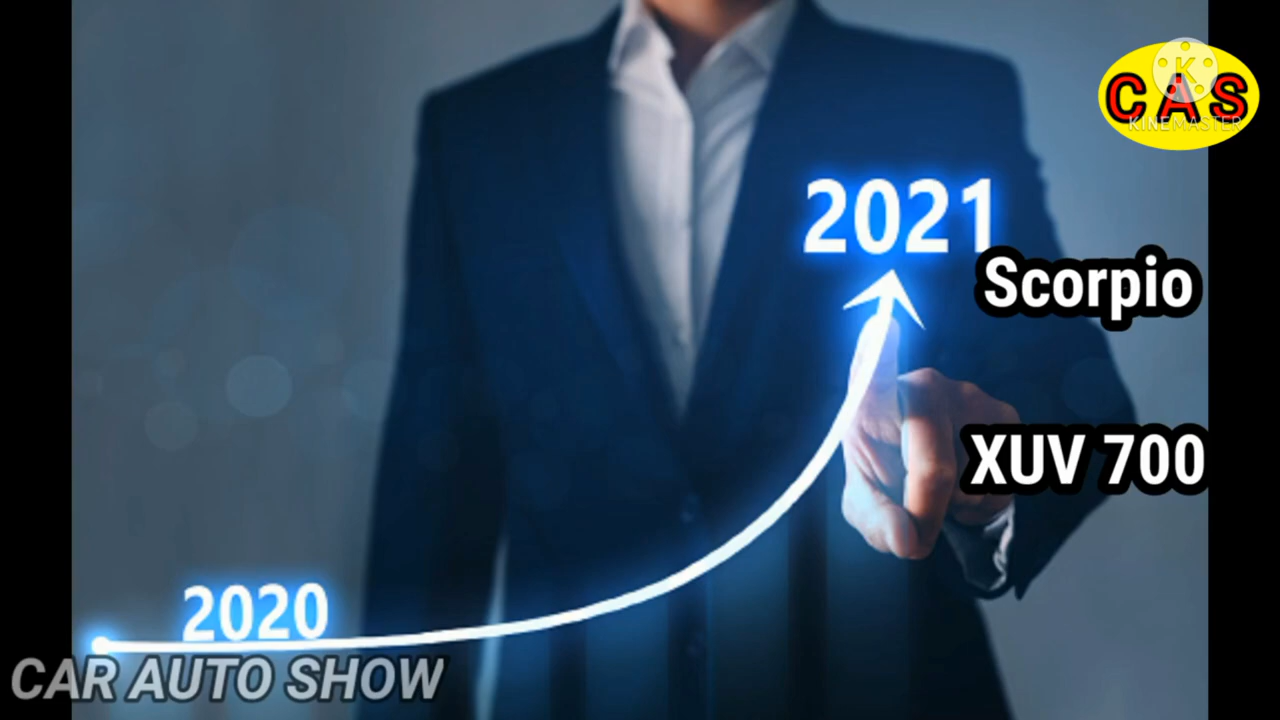 CAS
KINEMASTER
2021
Scorpio
XUV 700
2020
CAR AUTO SHOW